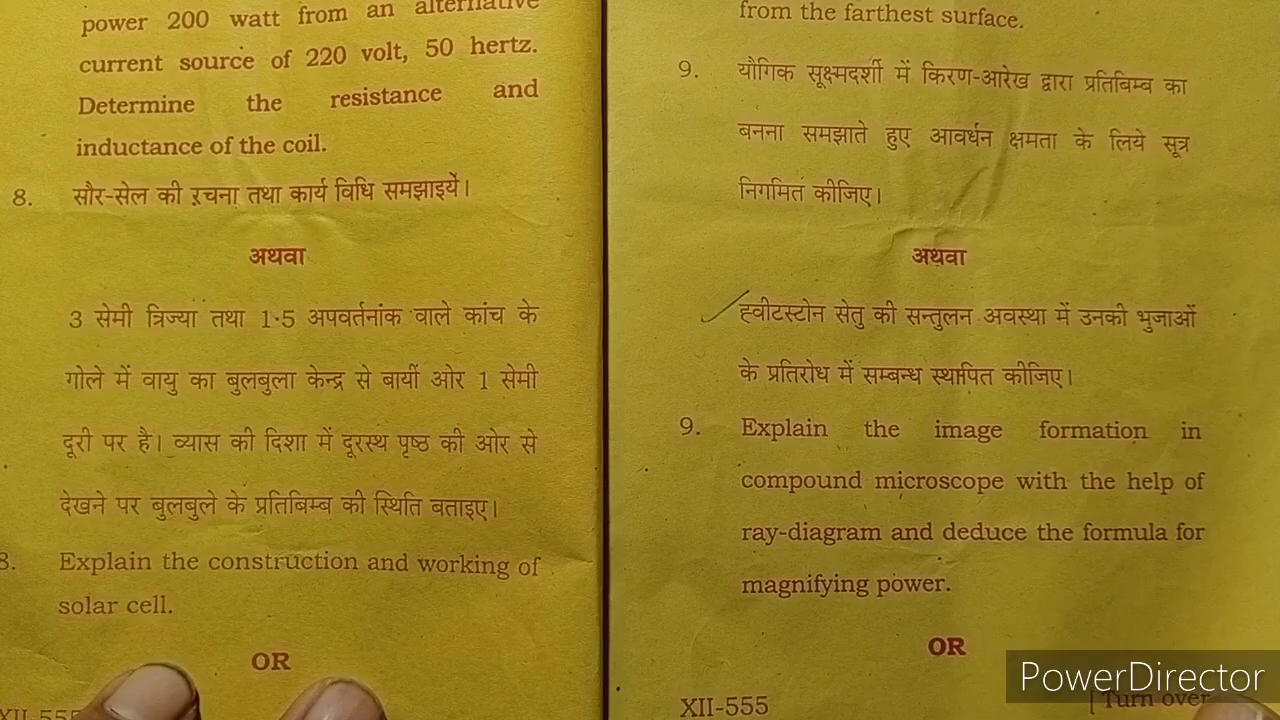 power 200 watt from an alternative
current source of 220 volt, 50 hertz.
Determine the resistance and
inductance of the coil.
8. सौर-सेल की रचना तथा कार्य विधि समझाइये।
अथवा
3 सेमी त्रिज्या तथा 1·5 अपवर्तनांक वाले कांच के
गोले में वायु का बुलबुला केन्द्र से बायीं ओर 1 सेमी
दूरी पर है। व्यास की दिशा में दूरस्थ पृष्ठ की ओर से
देखने पर बुलबुले के प्रतिबिम्ब की स्थिति बताइए।
8. Explain the construction and working of
solar cell.
OR
XII-555
from the farthest surface.
9. यौगिक सूक्ष्मदर्शी में किरण-आरेख द्वारा प्रतिबिम्ब का
बनना समझाते हुए आवर्धन क्षमता के लिये सूत्र
निगमित कीजिए।
अथवा
ह्वीटस्टोन सेतु की सन्तुलन अवस्था में उनकी भुजाओं
के प्रतिरोध में सम्बन्ध स्थापित कीजिए।
9. Explain the image formation in
compound microscope with the help of
ray-diagram and deduce the formula for
magnifying power.
OR
XII-555 [ Turn over
PowerDirector